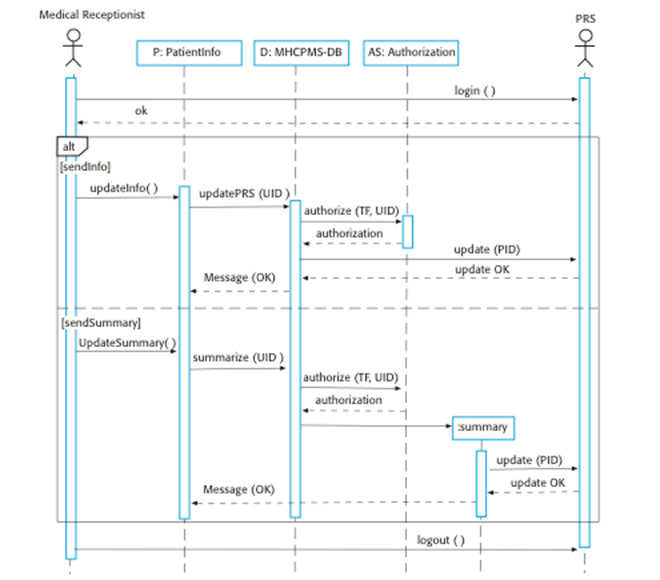 Medical Receptionist
PRS
P: PatientInfo
D: MHCPMS-DB
AS: Authorization
login ( )
ok
alt
[sendInfo]
updateInfo( )
updatePRS (UID )
authorize (TF, UID)
authorization
update (PID)
update OK
Message (OK)
[sendSummary]
UpdateSummary( )
summarize (UID )
authorize (TF, UID)
authorization
:summary
update (PID)
update OK
Message (OK)
logout ( )